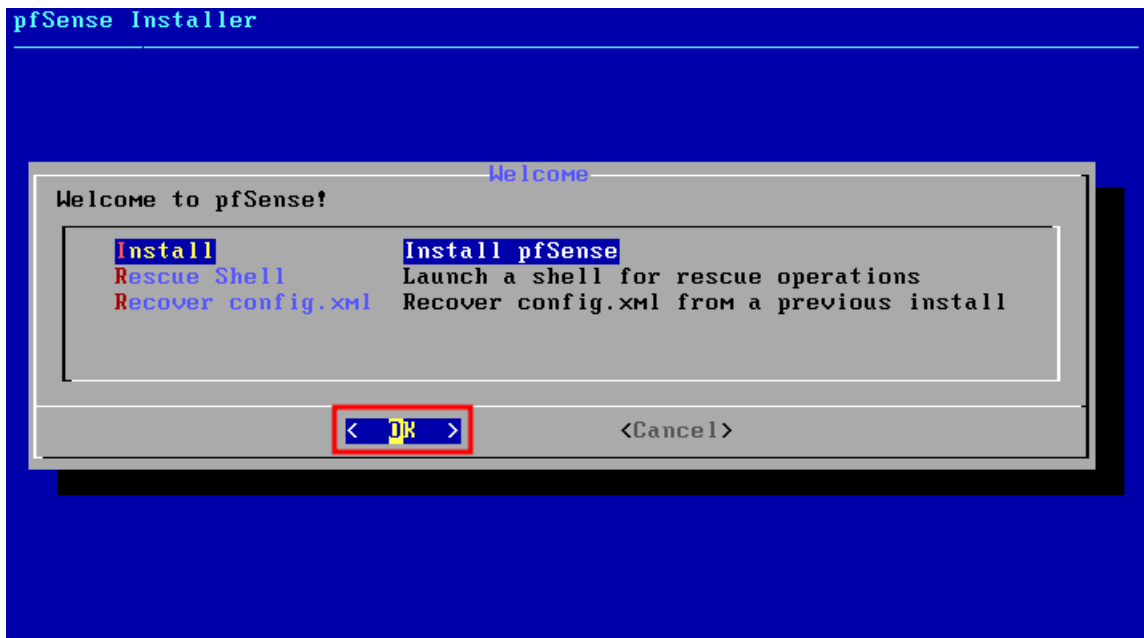 pfSense Installer
Welcome
Welcome to pfSense!
Install Install pfSense
Rescue Shell Launch a shell for rescue operations
Recover config.xml Recover config.xml from a previous install
< OK > <Cancel>